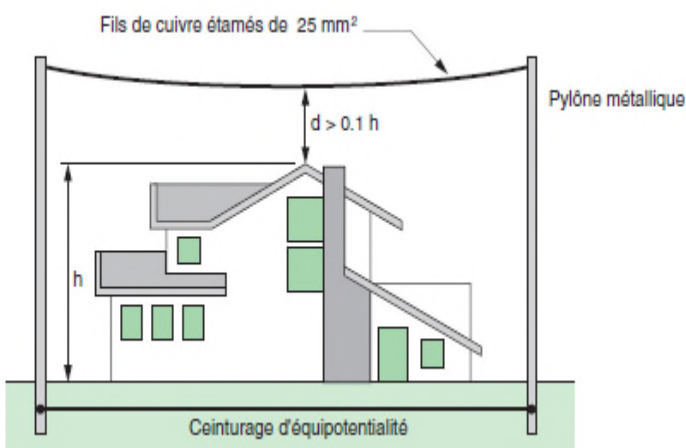 Fils de cuivre étamés de 25 mm²
Pylône métallique
d > 0.1 h
h
Ceinturage d'équipotentialité